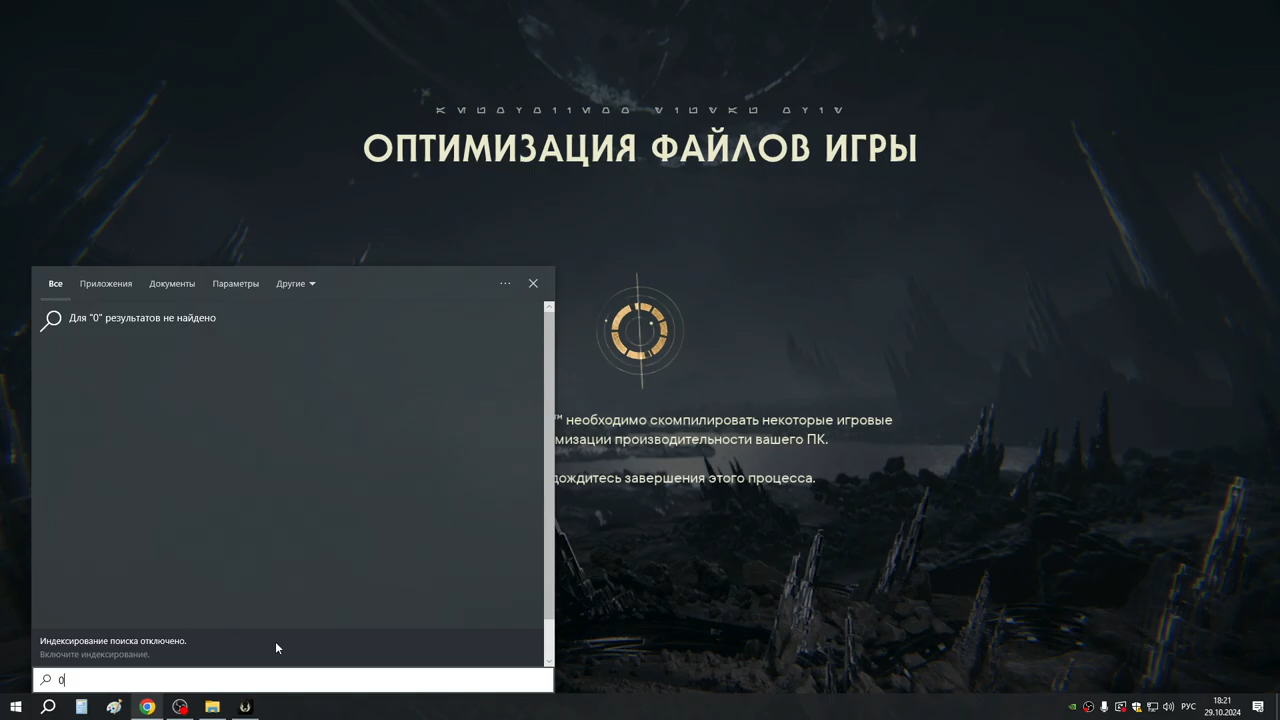 ОПТИМИЗАЦИЯ ФАЙЛОВ ИГРЫ
Все
Приложения
Документы
Параметры
Другие
Для "0" результатов не найдено
™ необходимо скомпилировать некоторые игровые
мизации производительности вашего ПК.
дождитесь завершения этого процесса.
Индексирование поиска отключено.
Включите индексирование.
0
РУС
18:21
29.10.2024